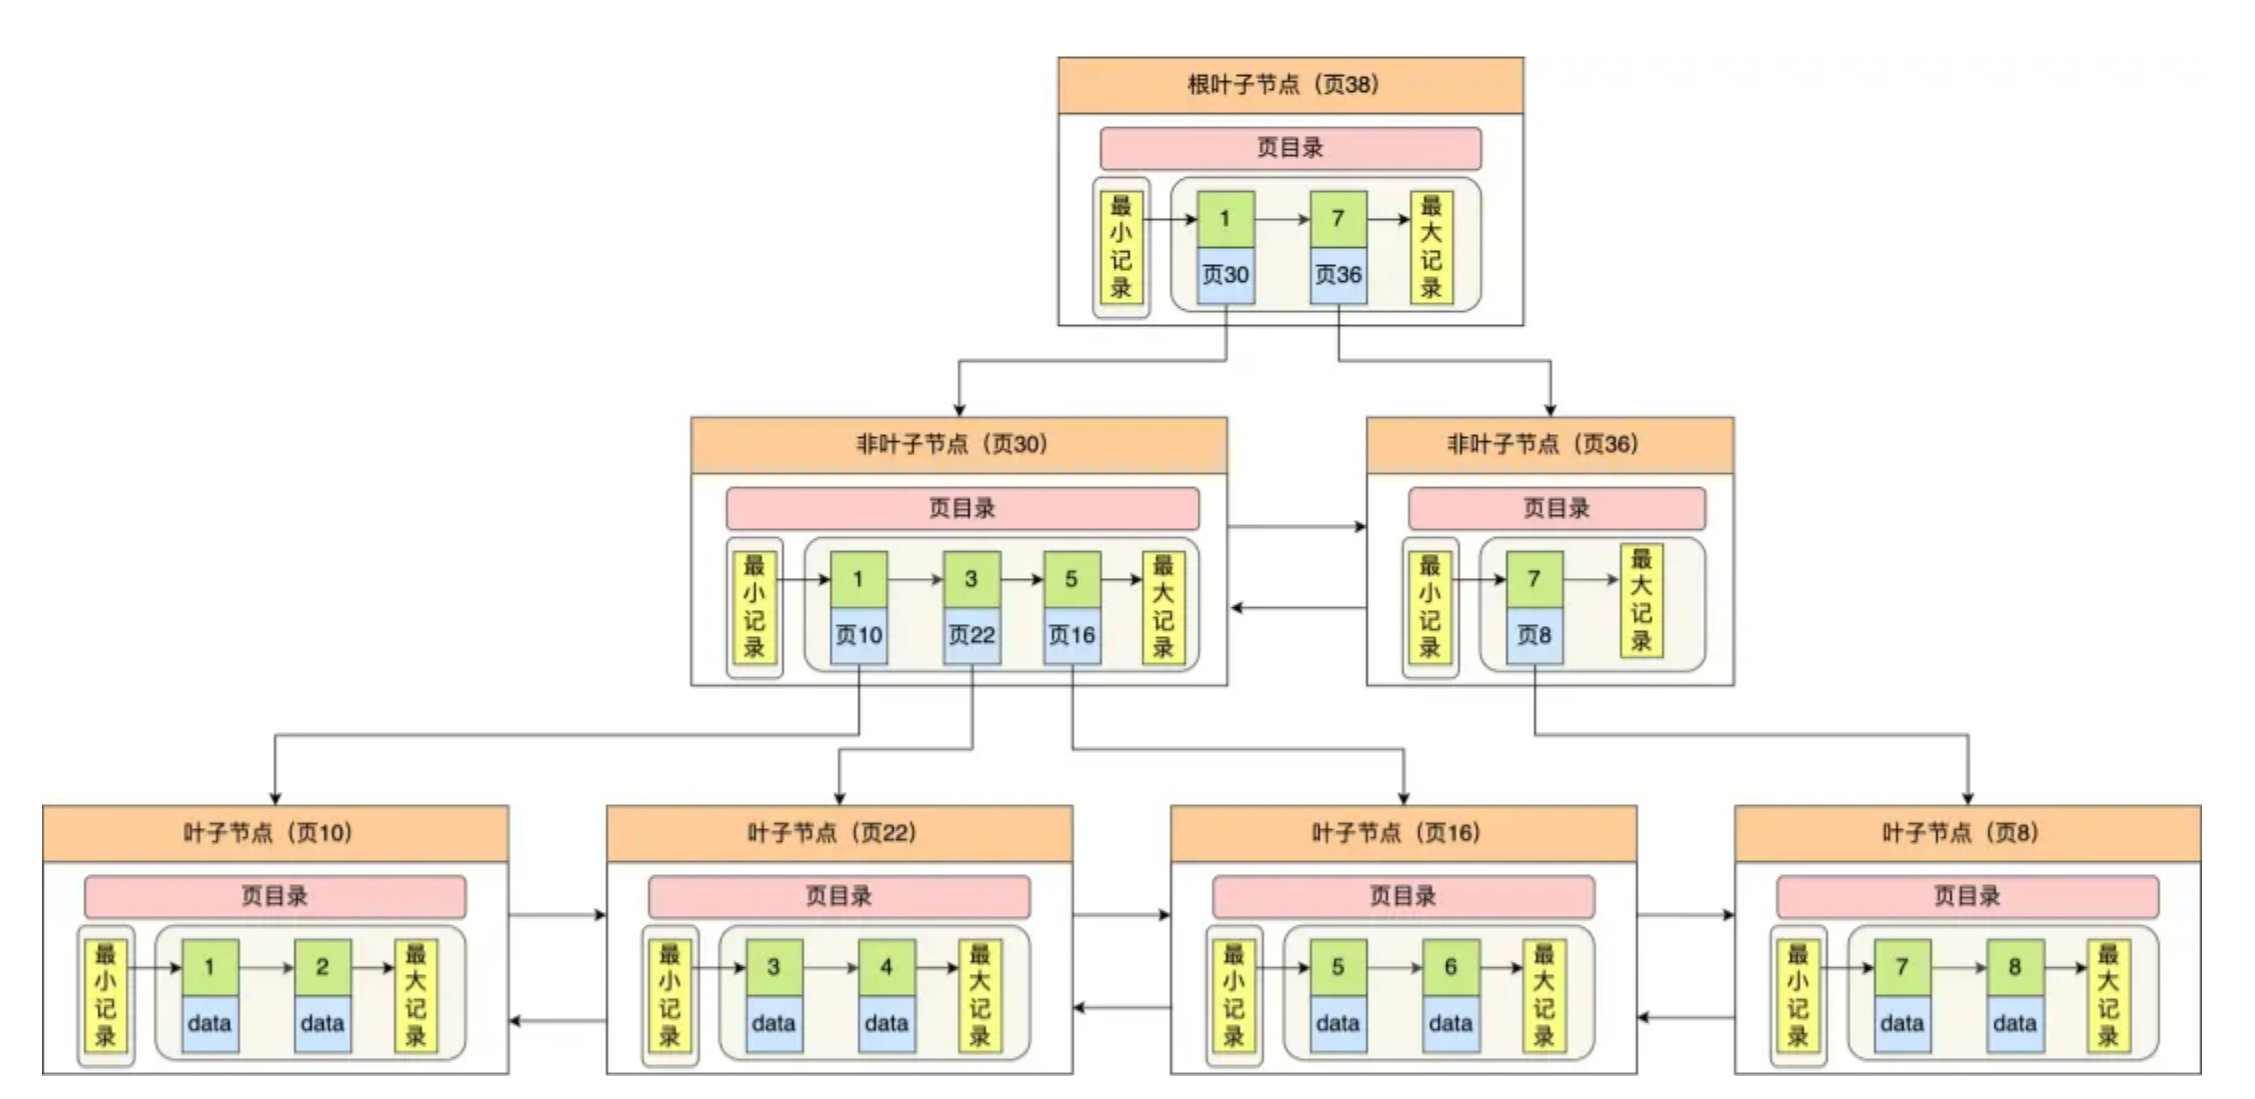 根叶子节点（页38）
页目录
最小记录
1
7
最大记录
页30
页36
非叶子节点（页30）
页目录
最小记录
1
3
5
最大记录
页10
页22
页16
非叶子节点（页36）
页目录
最小记录
7
最大记录
页8
叶子节点（页10）
页目录
最小记录
1
2
最大记录
data
data
叶子节点（页22）
页目录
最小记录
3
4
最大记录
data
data
叶子节点（页16）
页目录
最小记录
5
6
最大记录
data
data
叶子节点（页8）
页目录
最小记录
7
8
最大记录
data
data